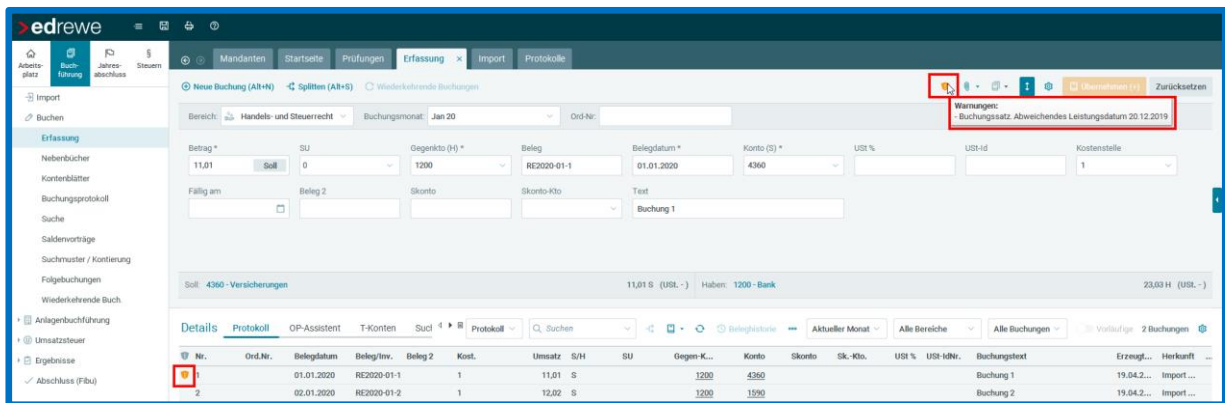 edrewe
Arbeits-
platz
Buch-
führung
Jahres-
abschluss
§
Steuern
Mandanten Startseite Prüfungen Erfassung × Import Protokolle
Import
Buchen
Erfassung
Nebenbücher
Kontenblätter
Buchungsprotokoll
Suche
Saldenvorträge
Suchmuster / Kontierung
Folgebuchungen
Wiederkehrende Buch.
Anlagenbuchführung
Umsatzsteuer
Ergebnisse
Abschluss (Fibu)
Neue Buchung (Alt+N) Splitten (Alt+S) Wiederkehrende Buchungen Übernehmen (+) Zurücksetzen
Warnungen:
- Buchungssatz. Abweichendes Leistungsdatum 20.12.2019
Bereich: Handels- und Steuerrecht Buchungsmonat: Jan 20 Ord-Nr:
Betrag * SU Gegenkto (H) * Beleg Belegdatum * Konto (S) * USt % USt-Id Kostenstelle
11,01 Soll 0 1200 RE2020-01-1 01.01.2020 4360 1
Fällig am Beleg 2 Skonto Skonto-Kto Text
Buchung 1
Soll: 4360 - Versicherungen 11,01 S (USt. - ) Haben: 1200 - Bank 23,03 H (USt. - )
Details Protokoll OP-Assistent T-Konten Sucl Protokoll Suchen Beleghistorie Aktueller Monat Alle Bereiche Alle Buchungen Vorläufige 2 Buchungen
Nr. Ord.Nr. Belegdatum Beleg/Inv. Beleg 2 Kost. Umsatz S/H SU Gegen-K... Konto Skonto Sk.-Kto. USt % USt-IdNr. Buchungstext Erzeugt... Herkunft ...
1 01.01.2020 RE2020-01-1 1 11,01 S 1200 4360 Buchung 1 19.04.2... Import ...
2 02.01.2020 RE2020-01-2 1 12,02 S 1200 1590 Buchung 2 19.04.2... Import ...